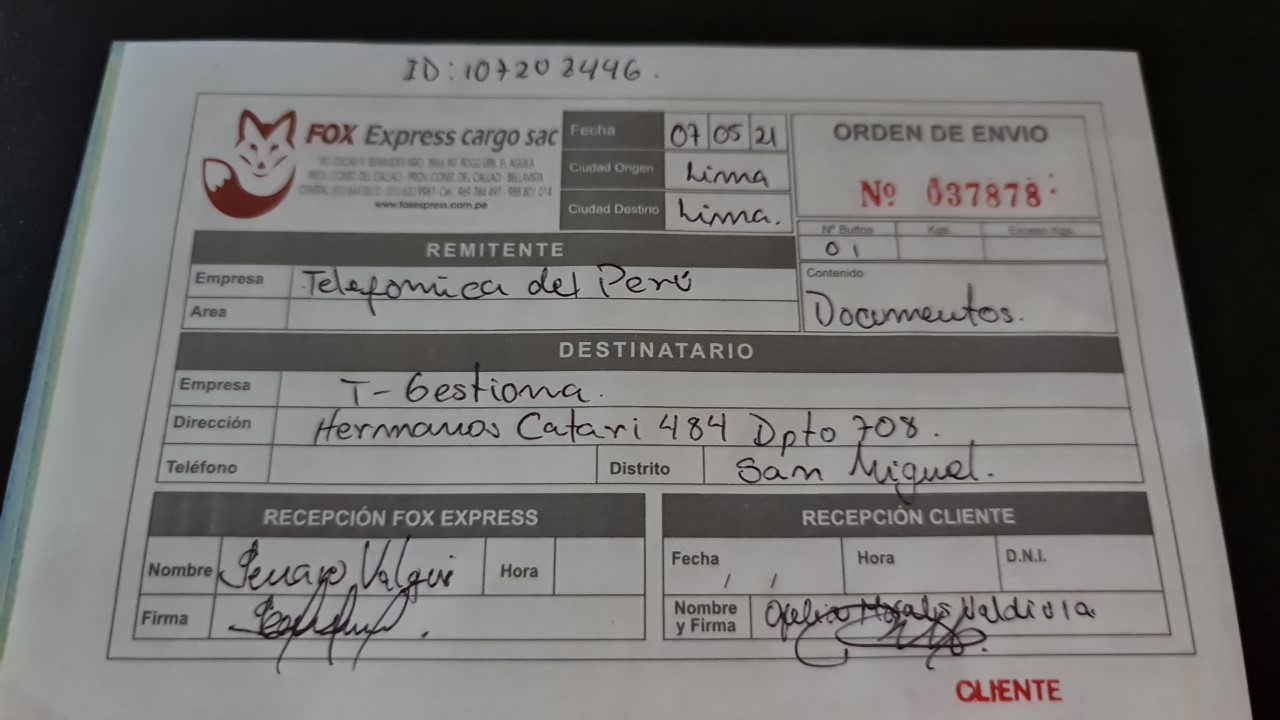 ID: 107202446.
FOX Express cargo sac
www.foxexpress.com.pe
Fecha 07 05 21
Ciudad Origen Lima
Ciudad Destino Lima.
ORDEN DE ENVIO
Nº 037878
Nº Bultos Kgs. Exceso Kgs.
01
REMITENTE
Empresa Telefonica del Perú
Area
Contenido
Documentos.
DESTINATARIO
Empresa T-Gestiona.
Dirección Hermanos Catari 484 Dpto 708.
Teléfono Distrito San Miguel.
RECEPCIÓN FOX EXPRESS
Nombre Hora
Firma
RECEPCIÓN CLIENTE
Fecha Hora D.N.I.
/ /
Nombre y Firma Morales Valdivia
CLIENTE